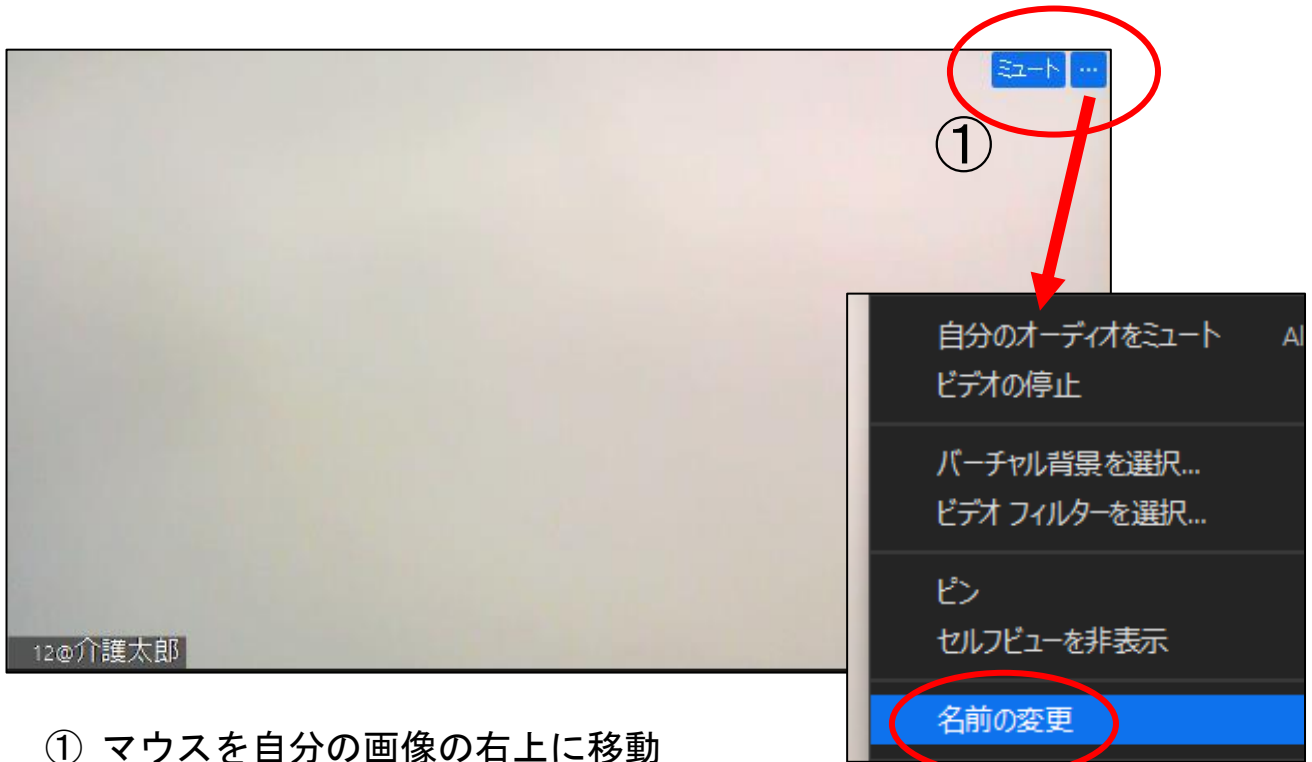 ミュート …
①
自分のオーディオをミュート Al
ビデオの停止
バーチャル背景を選択...
ビデオ フィルターを選択...
ピン
セルフビューを非表示
名前の変更
12@介護太郎
① マウスを自分の画像の右上に移動